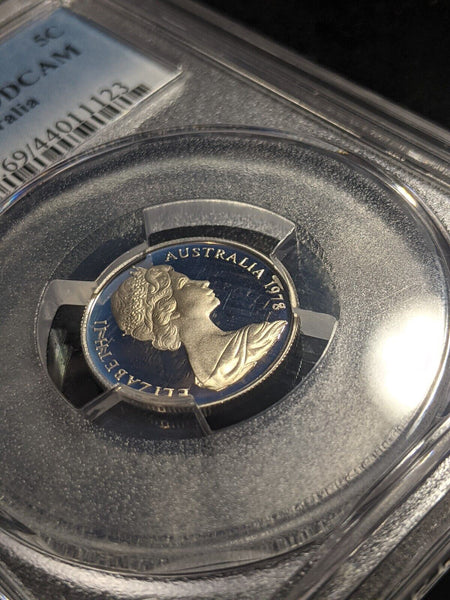 5C
DCAM
ralia
69/44011123
ELIZABETH II
AUSTRALIA 1978